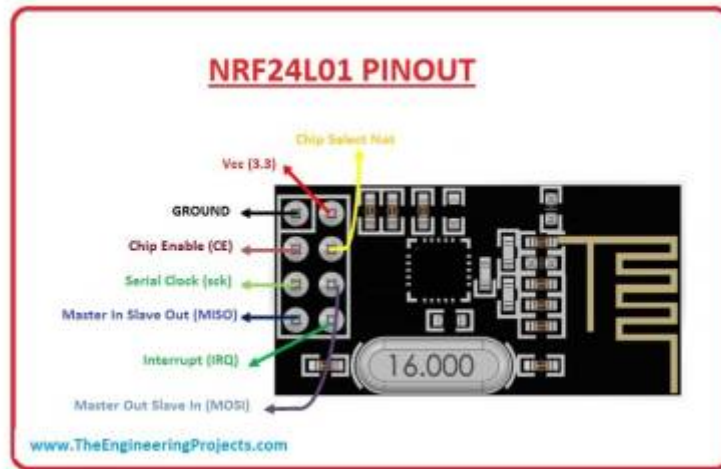 NRF24L01 PINOUT
Chip Select Not
Vcc (3.3)
GROUND
Chip Enable (CE)
Serial Clock (sck)
Master In Slave Out (MISO)
Interrupt (IRQ)
16.000
Master Out Slave In (MOSI)
www.TheEngineeringProjects.com